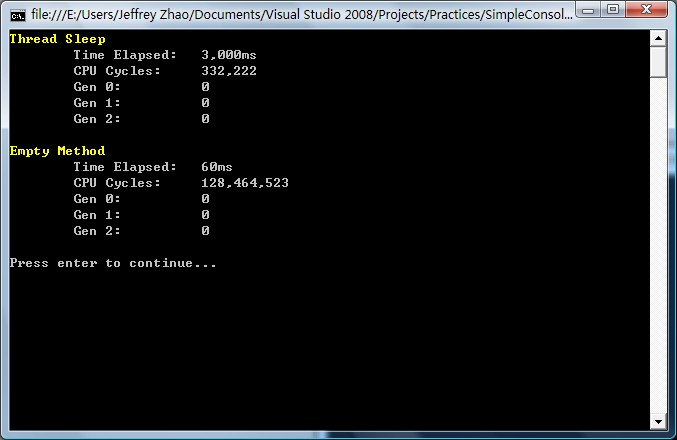 file:///E:/Users/Jeffrey Zhao/Documents/Visual Studio 2008/Projects/Practices/SimpleConsol...
Thread Sleep
Time Elapsed: 3,000ms
CPU Cycles: 332,222
Gen 0: 0
Gen 1: 0
Gen 2: 0
Empty Method
Time Elapsed: 60ms
CPU Cycles: 128,464,523
Gen 0: 0
Gen 1: 0
Gen 2: 0
Press enter to continue...